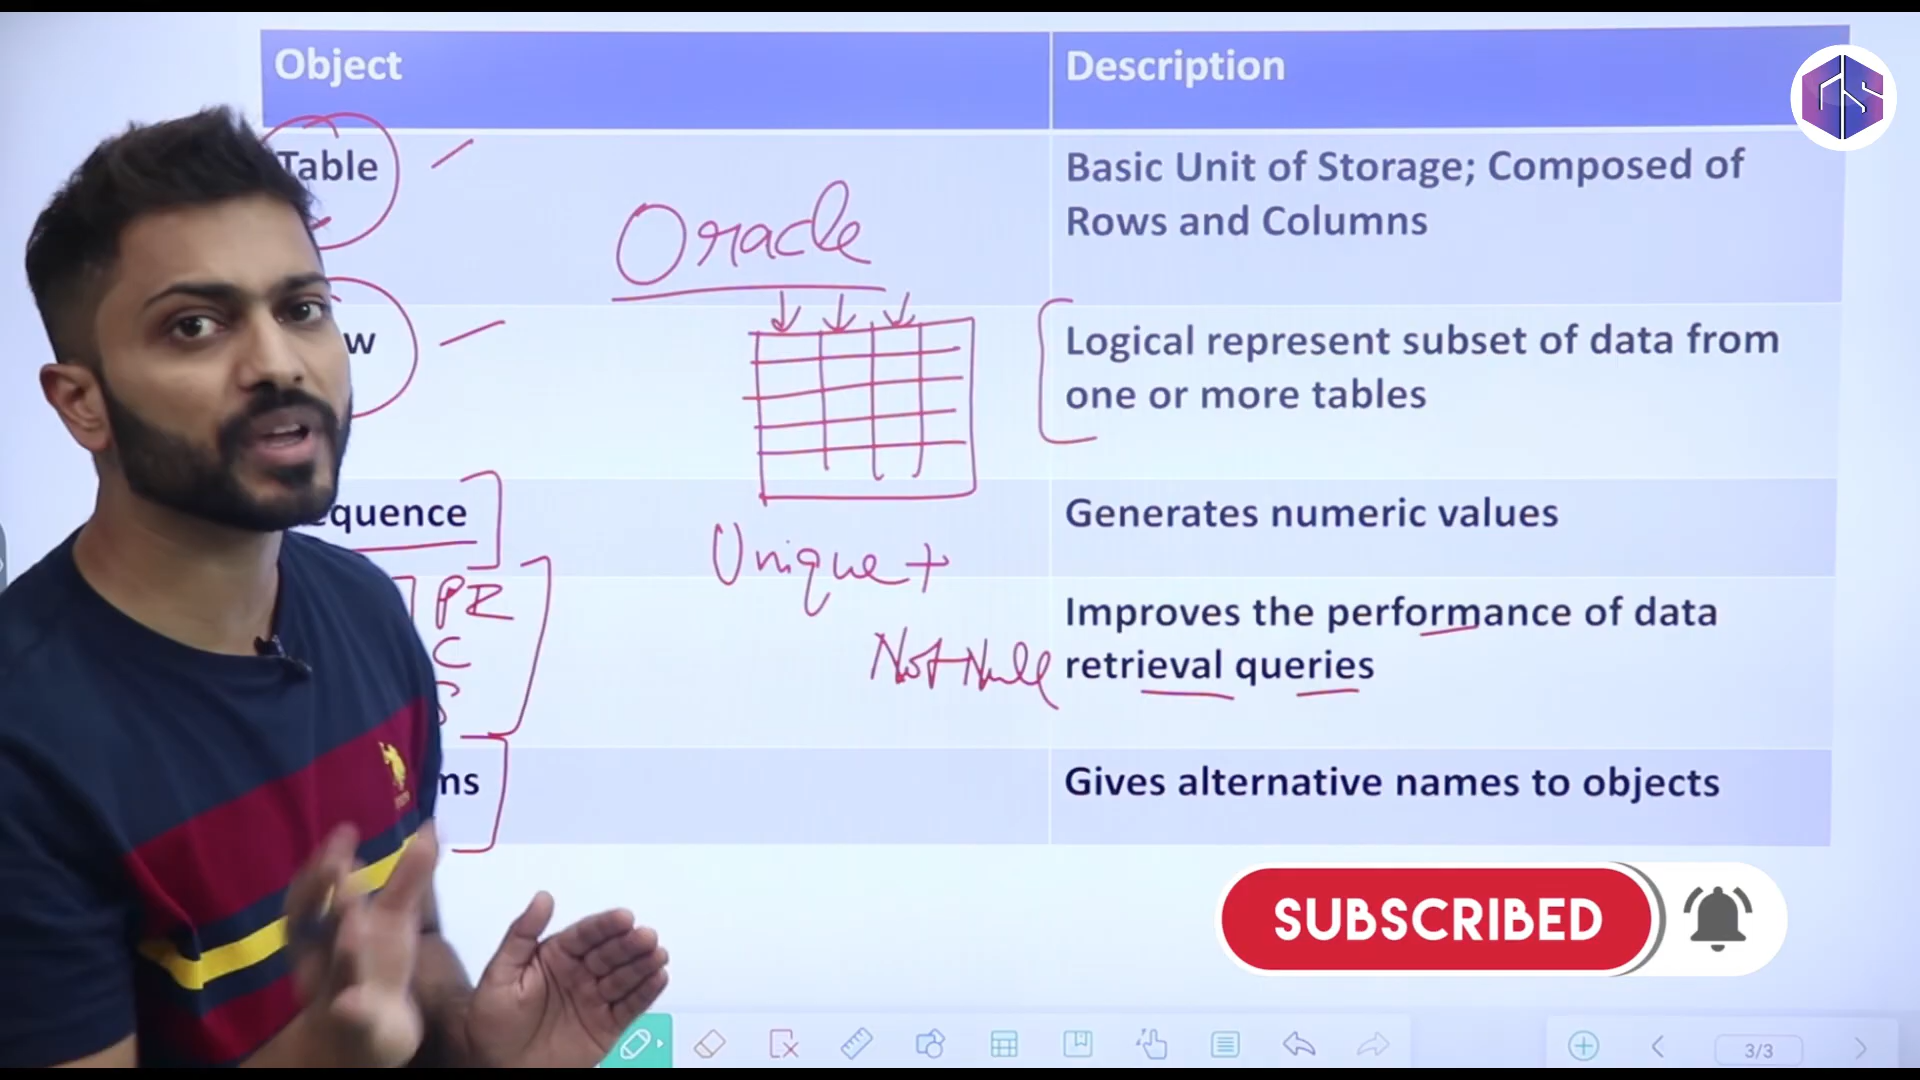 Object
Description
Table
Basic Unit of Storage; Composed of
Rows and Columns
Oracle
w
Logical represent subset of data from
one or more tables
quence
Generates numeric values
Unique +
Not Null
PR
C
S
Improves the performance of data
retrieval queries
ms
Gives alternative names to objects
SUBSCRIBED
3/3